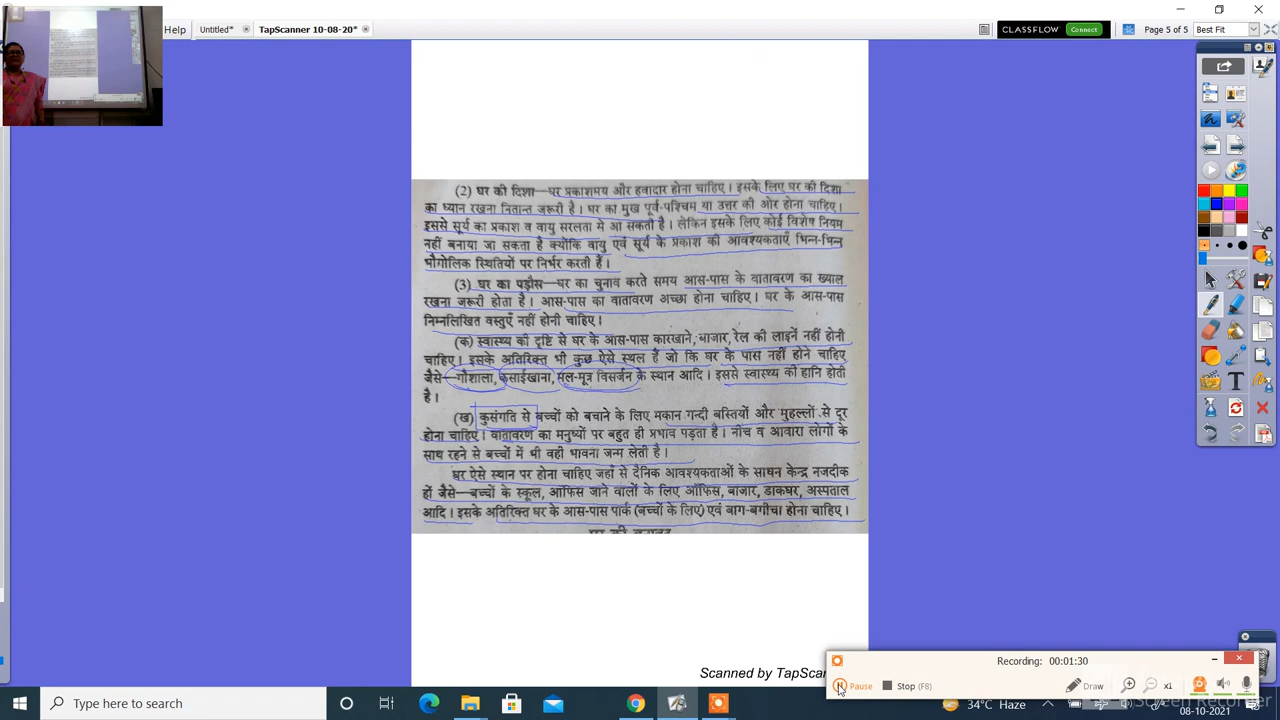 Help
Untitled*
TapScanner 10-08-20*
CLASSFLOW
Connect
Page 5 of 5
Best Fit
(2) घर की दिशा—घर प्रकाशमय और हवादार होना चाहिए। इसके लिए घर की दिशा
का ध्यान रखना नितान्त जरूरी है। घर का मुख पूर्व-पश्चिम या उत्तर की ओर होना चाहिए।
इससे सूर्य का प्रकाश व वायु सरलता से आ सकती है। लेकिन इसके लिए कोई विशेष नियम
नहीं बनाया जा सकता है क्योंकि वायु एवं सूर्य के प्रकाश की आवश्यकताएँ भिन्न-भिन्न
भौगोलिक स्थितियों पर निर्भर करती हैं।
(3) घर का पड़ौस— घर का चुनाव करते समय आस-पास के वातावरण का ख्याल
रखना जरूरी होता है। आस-पास का वातावरण अच्छा होना चाहिए। घर के आस-पास
निम्नलिखित वस्तुएँ नहीं होनी चाहिए।
(क) स्वास्थ्य की दृष्टि से घर के आस-पास कारखाने, बाजार, रेल की लाइनें नहीं होनी
चाहिए। इसके अतिरिक्त भी कुछ ऐसे स्थल हैं जो कि घर के पास नहीं होने चाहिए
जैसे—गौशाला, कसाईखाना, मल-मूत्र विसर्जन के स्थान आदि। इससे स्वास्थ्य की हानि होती
है।
(ख) कुसंगति से बच्चों को बचाने के लिए मकान गन्दी बस्तियों और मुहल्लों से दूर
होना चाहिए। वातावरण का मनुष्यों पर बहुत ही प्रभाव पड़ता है। नीच व आवारा लोगों के
साथ रहने से बच्चों में भी वही भावना जन्म लेती है।
घर ऐसे स्थान पर होना चाहिए जहाँ से दैनिक आवश्यकताओं के साधन केन्द्र नजदीक
हों जैसे—बच्चों के स्कूल, ऑफिस जाने वालों के लिए ऑफिस, बाजार, डाकघर, अस्पताल
आदि। इसके अतिरिक्त घर के आस-पास पार्क (बच्चों के लिए) एवं बाग-बगीचा होना चाहिए।
Scanned by TapScan
Recording: 00:01:30
Pause
Stop (F8)
x1
Draw
Screen Recorder
Type here to search
34°C Haze
08-10-2021